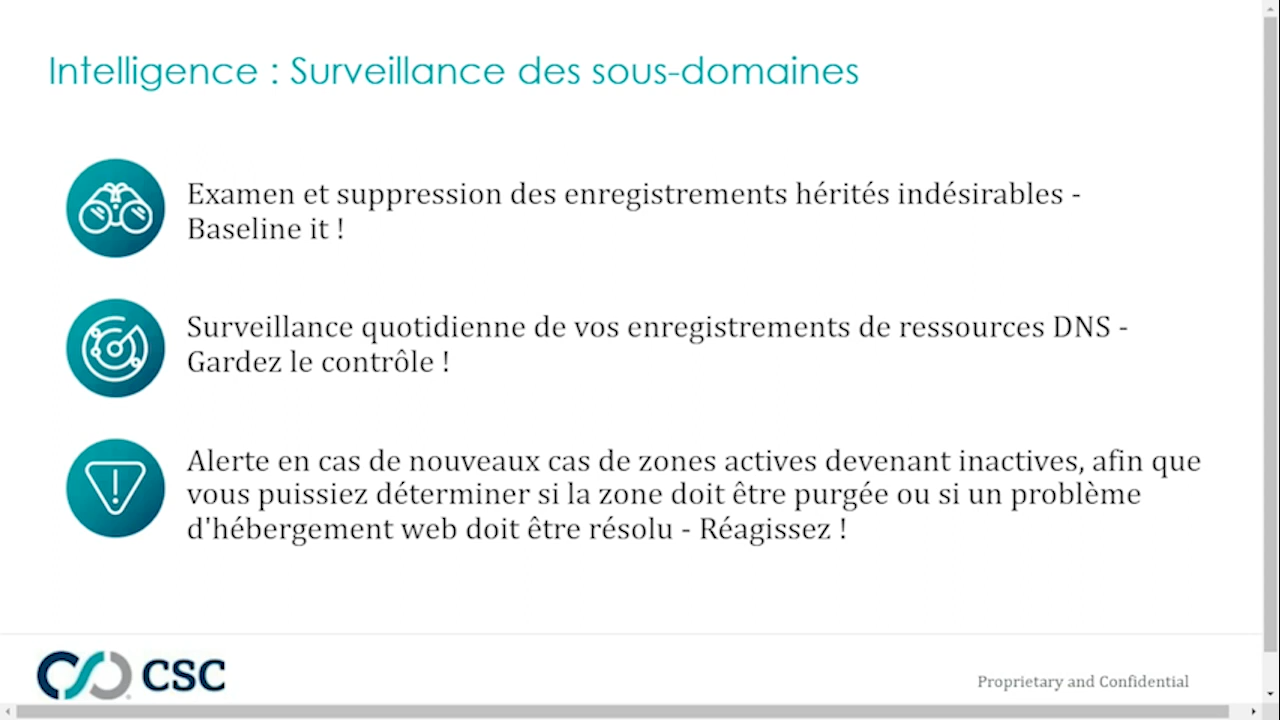 Intelligence : Surveillance des sous-domaines
Examen et suppression des enregistrements hérités indésirables -
Baseline it !
Surveillance quotidienne de vos enregistrements de ressources DNS -
Gardez le contrôle !
Alerte en cas de nouveaux cas de zones actives devenant inactives, afin que
vous puissiez déterminer si la zone doit être purgée ou si un problème
d'hébergement web doit être résolu - Réagissez !
CSC
Proprietary and Confidential